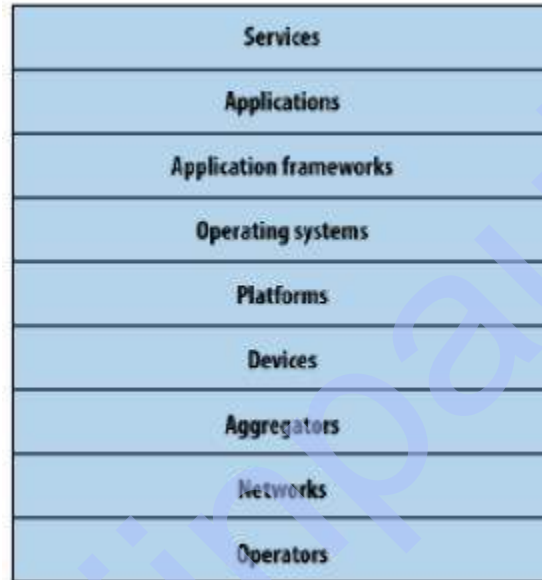 Services
Applications
Application frameworks
Operating systems
Platforms
Devices
Aggregators
Networks
Operators